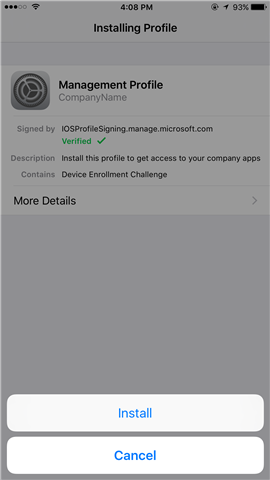 4:08 PM
93%
Installing Profile
Management Profile
CompanyName
Signed by IOSProfileSigning.manage.microsoft.com
Verified
Description Install this profile to get access to your company apps
Contains Device Enrollment Challenge
More Details
Install
Cancel